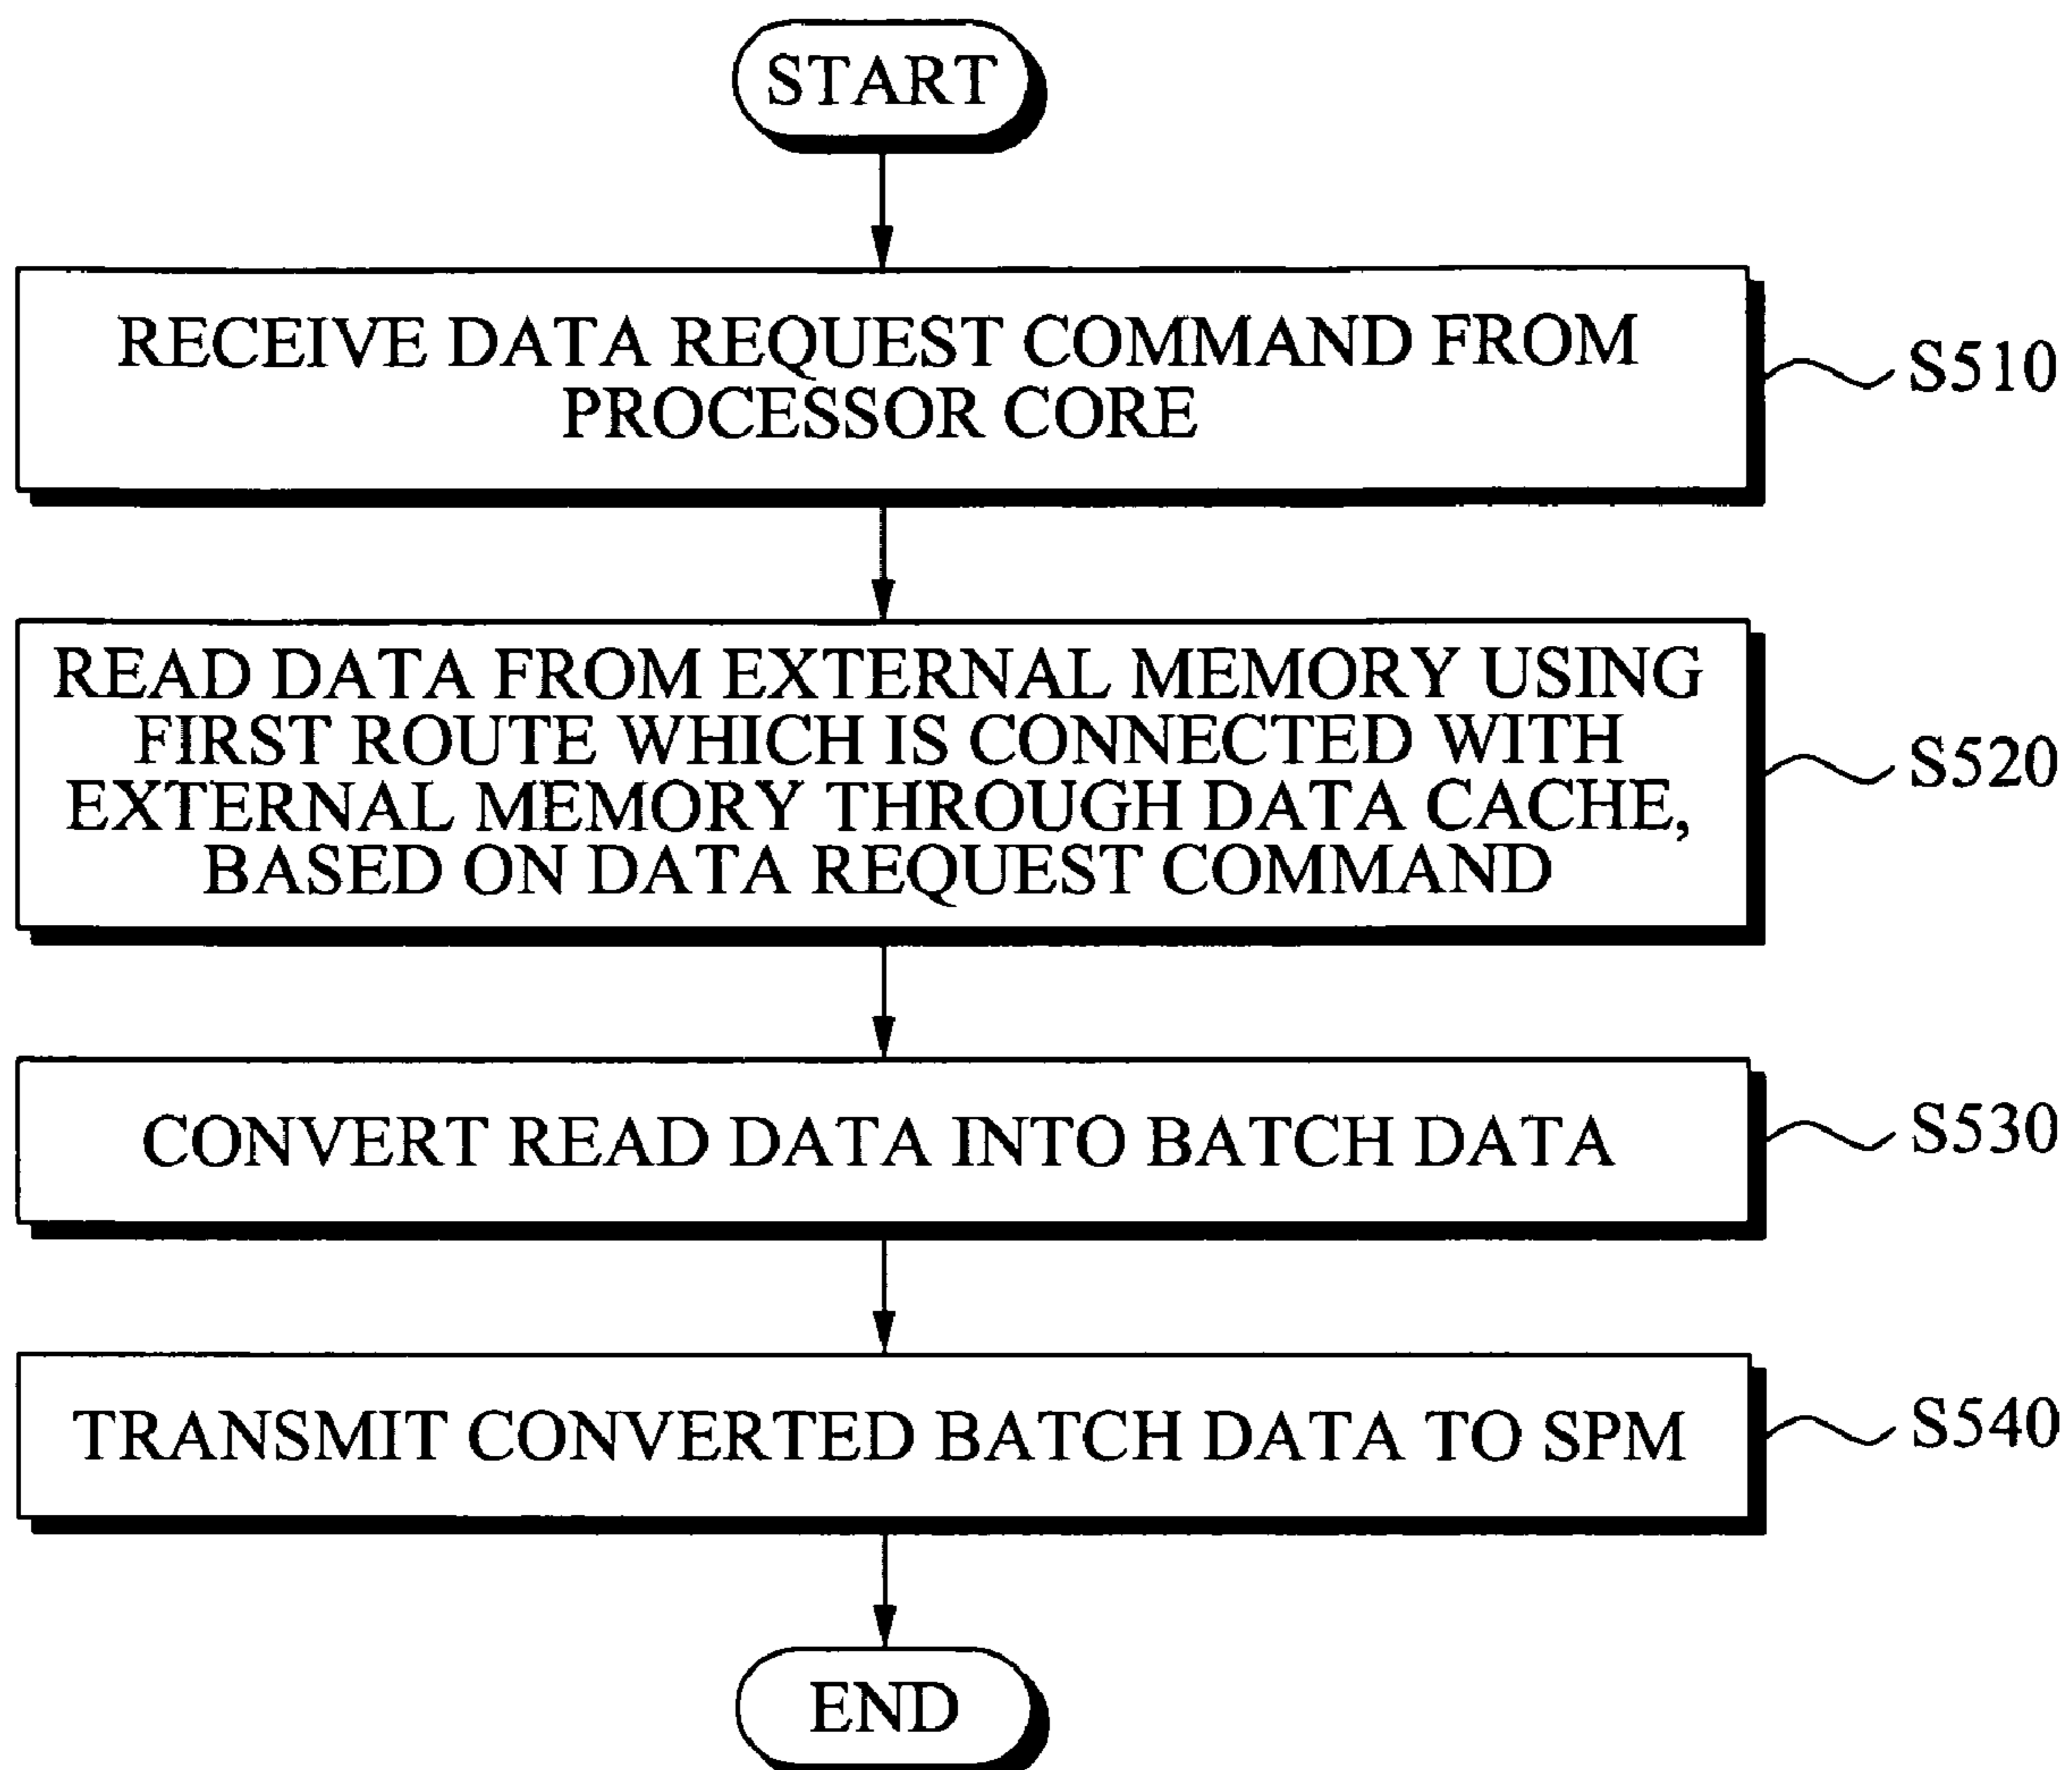 START
RECEIVE DATA REQUEST COMMAND FROM
PROCESSOR CORE
S510
READ DATA FROM EXTERNAL MEMORY USING
FIRST ROUTE WHICH IS CONNECTED WITH
EXTERNAL MEMORY THROUGH DATA CACHE,
BASED ON DATA REQUEST COMMAND
S520
CONVERT READ DATA INTO BATCH DATA
S530
TRANSMIT CONVERTED BATCH DATA TO SPM
S540
END